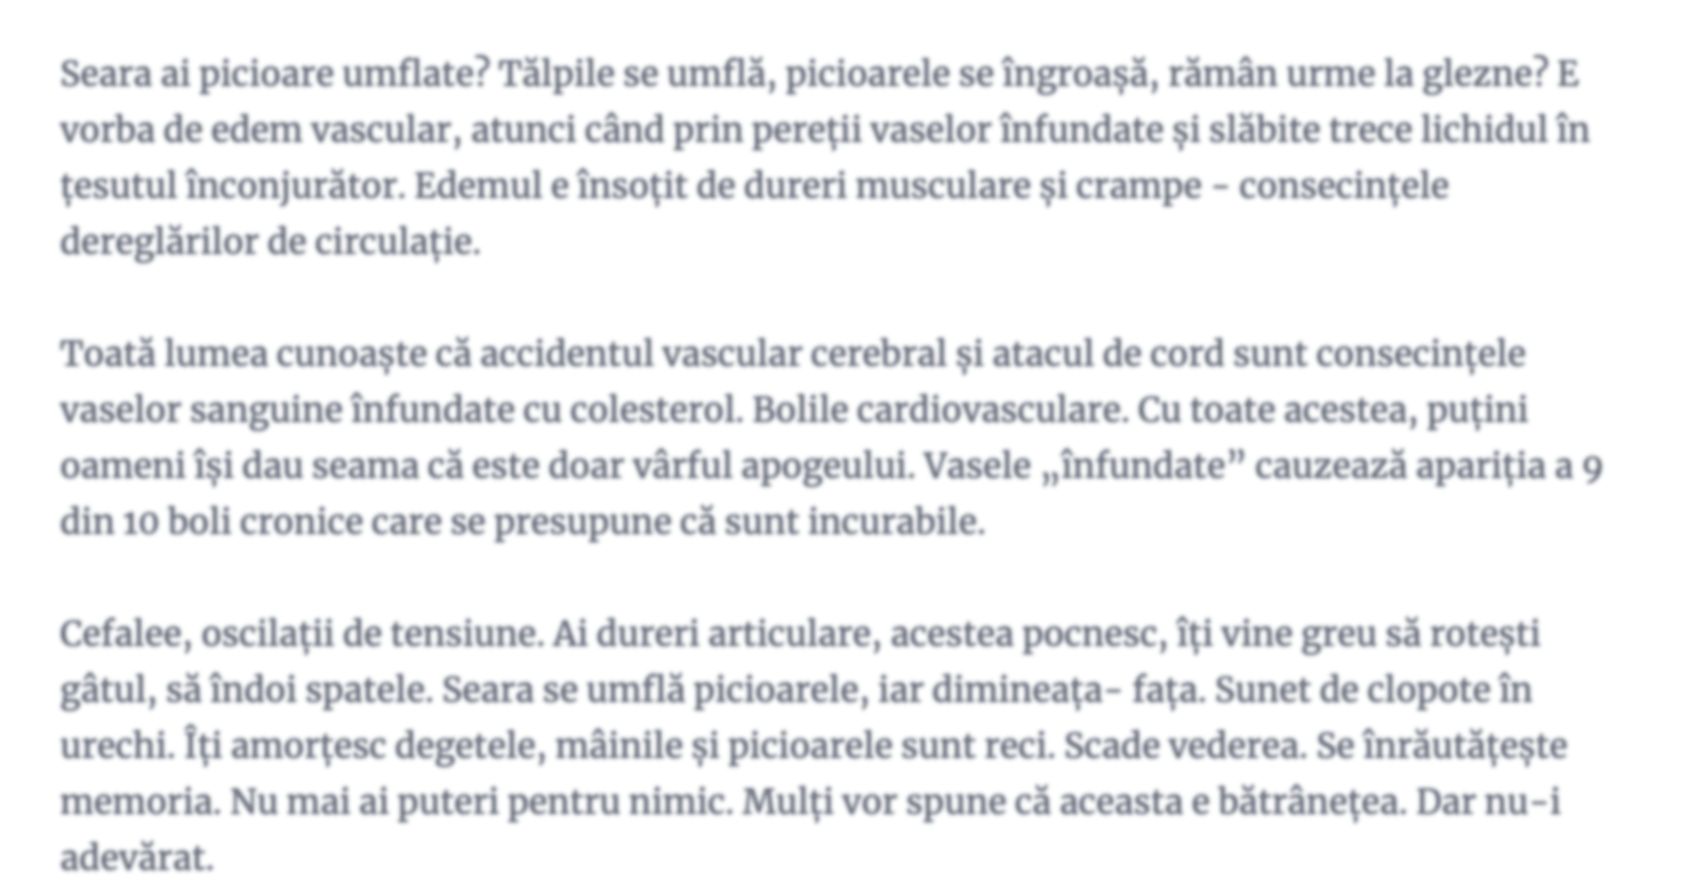 Seara ai picioare umflate? Tălpile se umflă, picioarele se îngroașă, rămân urme la glezne? E
vorba de edem vascular, atunci când prin pereții vaselor înfundate și slăbite trece lichidul în
țesutul înconjurător. Edemul e însoțit de dureri musculare și crampe - consecințele
dereglărilor de circulație.
Toată lumea cunoaște că accidentul vascular cerebral și atacul de cord sunt consecințele
vaselor sanguine înfundate cu colesterol. Bolile cardiovasculare. Cu toate acestea, puțini
oameni își dau seama că este doar vârful apogeului. Vasele „înfundate” cauzează apariția a 9
din 10 boli cronice care se presupune că sunt incurabile.
Cefalee, oscilații de tensiune. Ai dureri articulare, acestea pocnesc, îți vine greu să rotești
gâtul, să îndoi spatele. Seara se umflă picioarele, iar dimineața- fața. Sunet de clopote în
urechi. Îți amorțesc degetele, mâinile și picioarele sunt reci. Scade vederea. Se înrăutățește
memoria. Nu mai ai puteri pentru nimic. Mulți vor spune că aceasta e bătrânețea. Dar nu-i
adevărat.